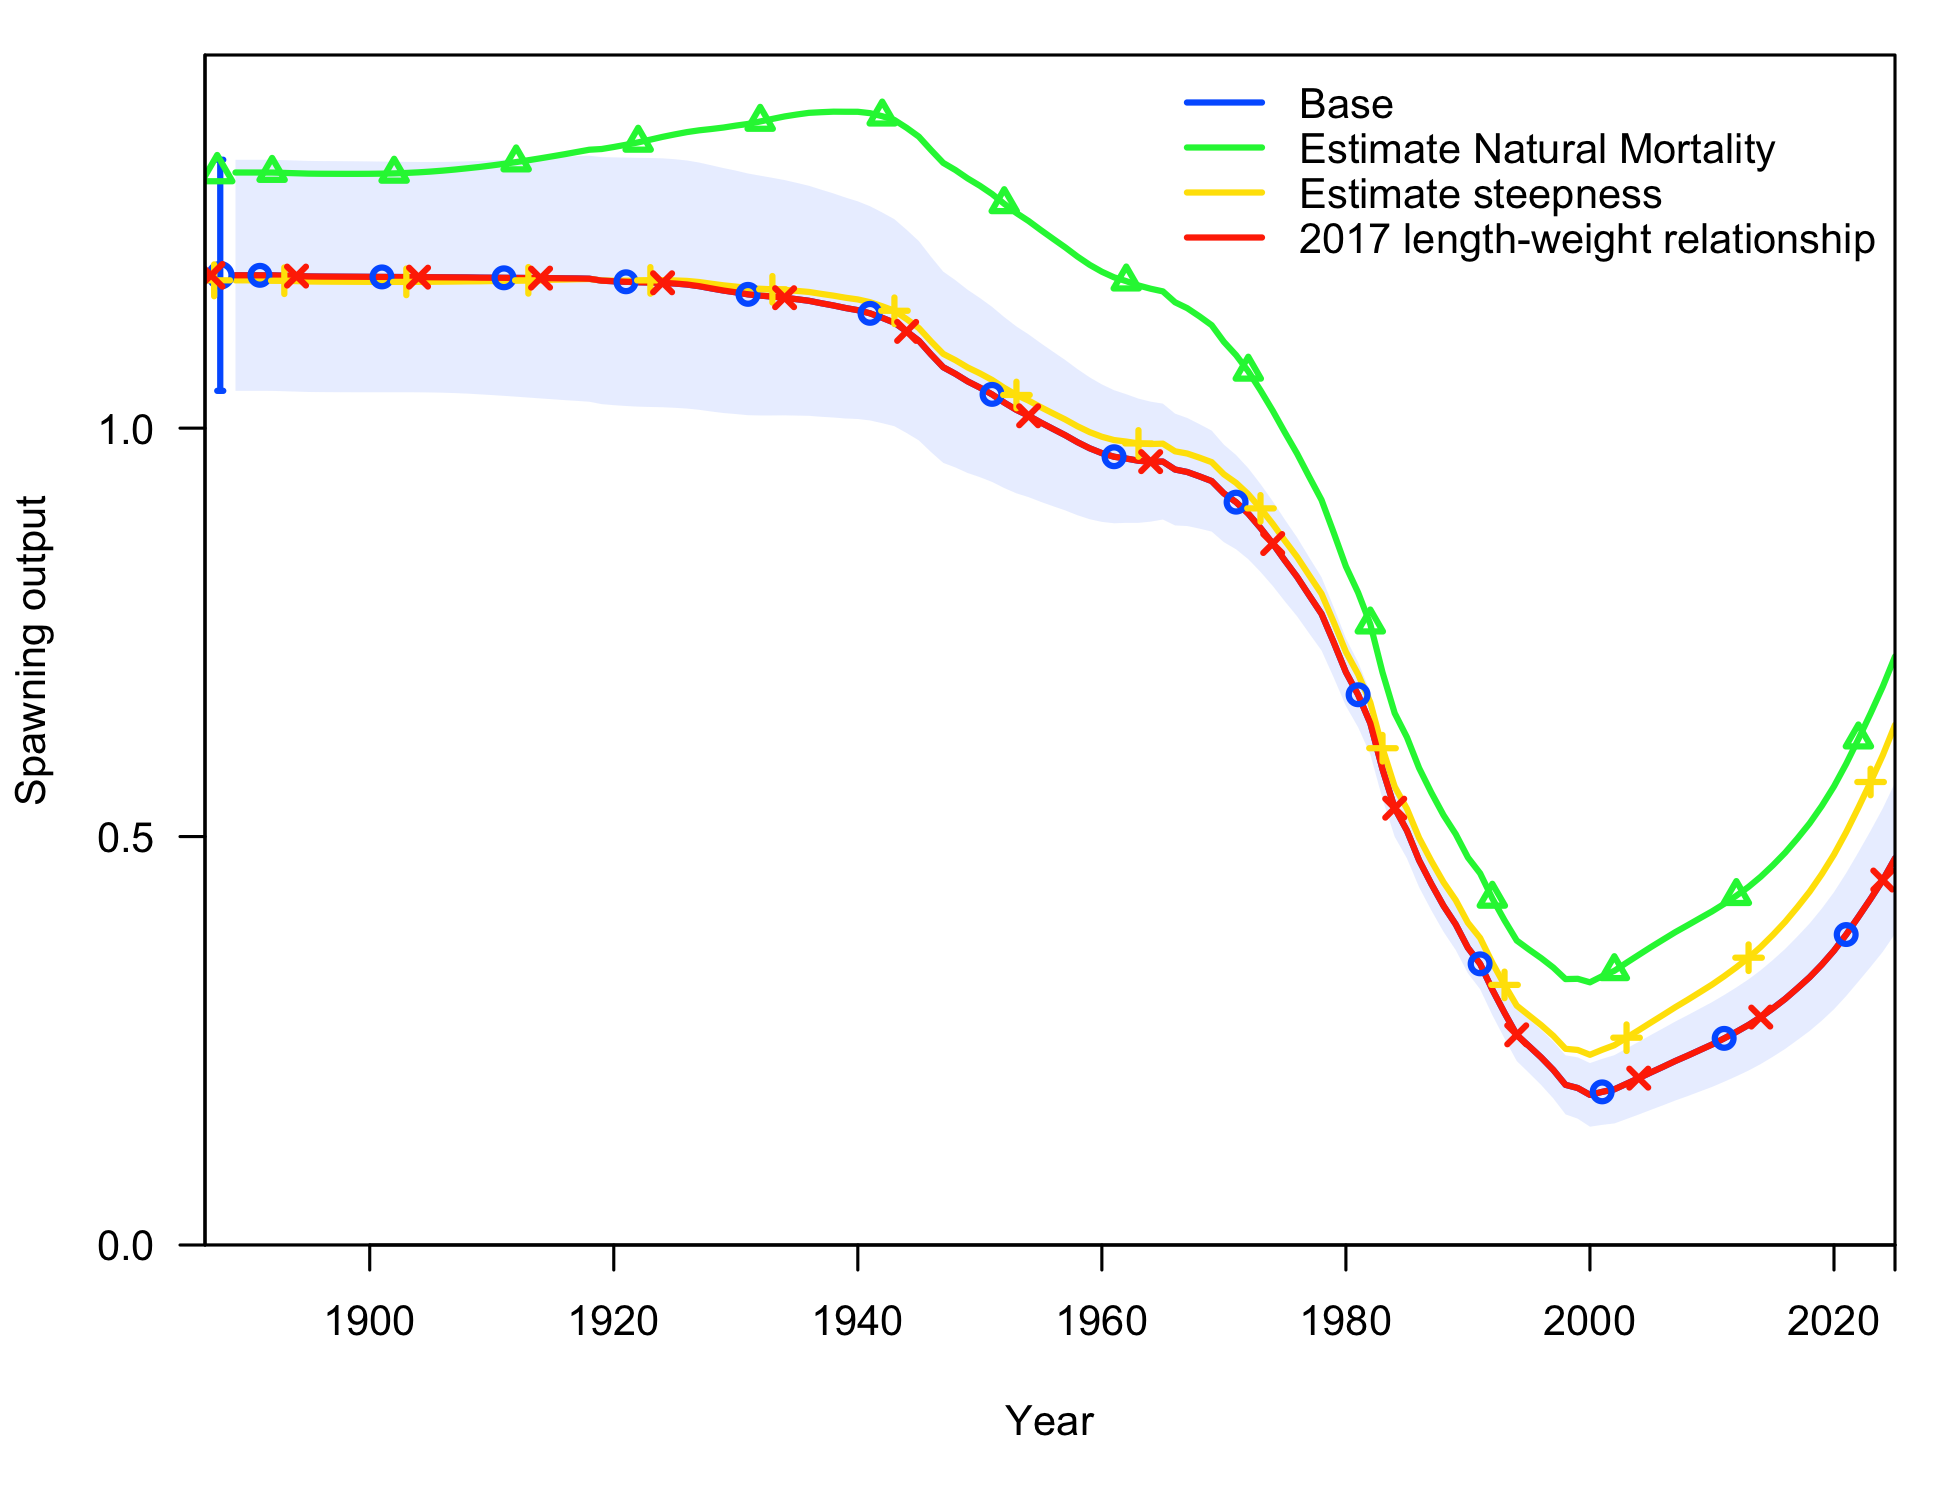 Base
Estimate Natural Mortality
Estimate steepness
2017 length-weight relationship
1.0
0.5
0.0
Spawning output
1900 1920 1940 1960 1980 2000 2020
Year